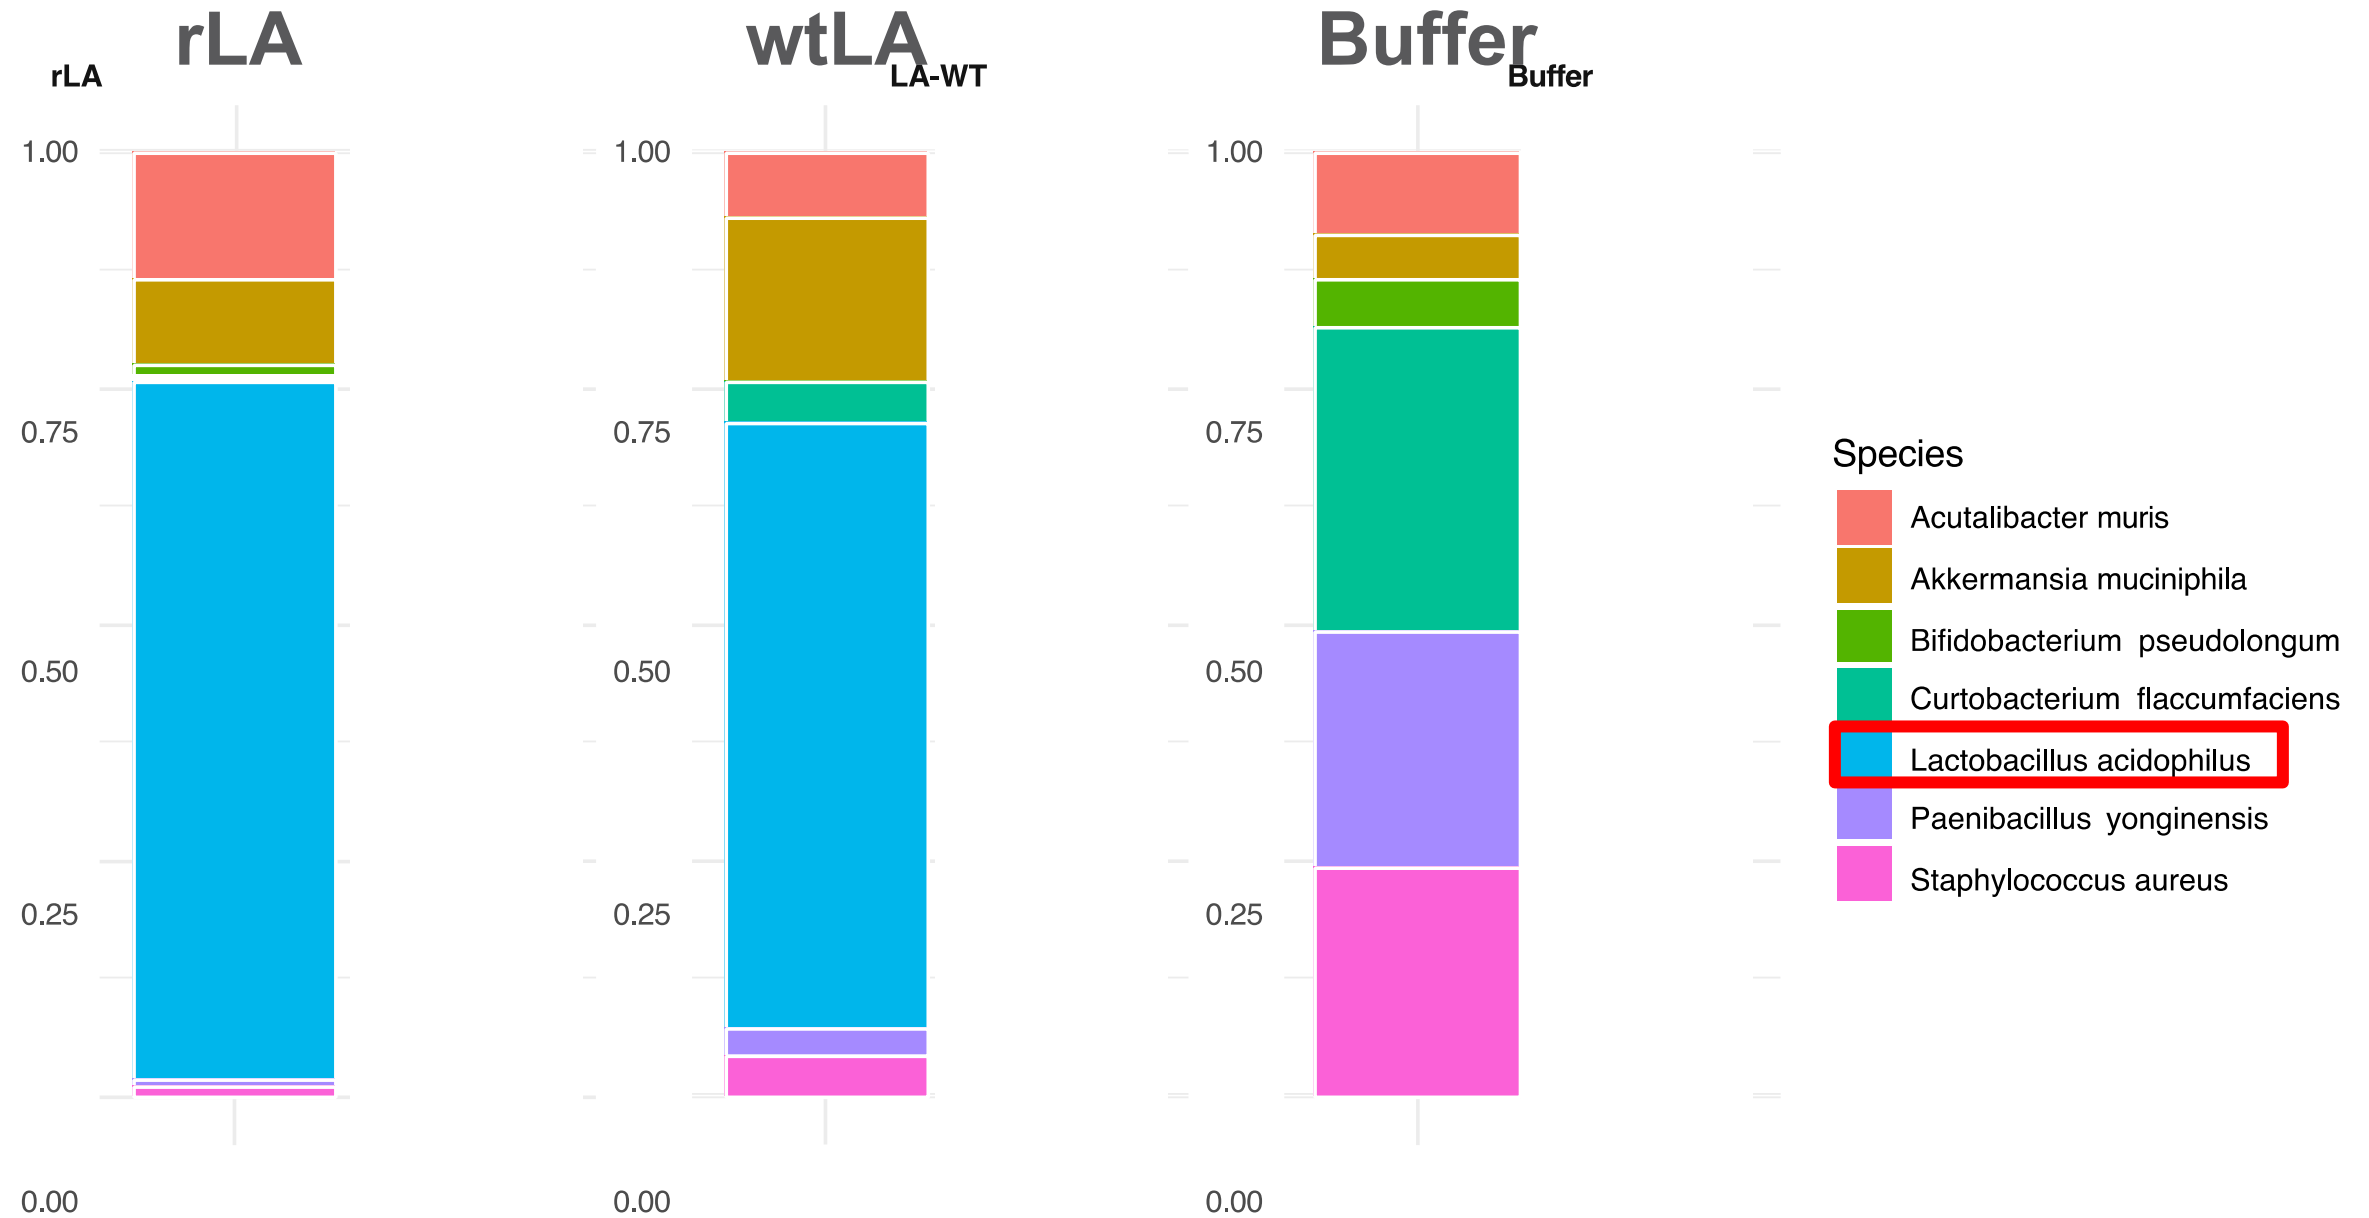 rLA
wtLA
Buffer
rLA
LA-WT
Buffer
1.00
0.75
0.50
0.25
0.00
1.00
0.75
0.50
0.25
0.00
1.00
0.75
0.50
0.25
0.00
Species
Acutalibacter muris
Akkermansia muciniphila
Bifidobacterium pseudolongum
Curtobacterium flaccumfaciens
Lactobacillus acidophilus
Paenibacillus yonginensis
Staphylococcus aureus